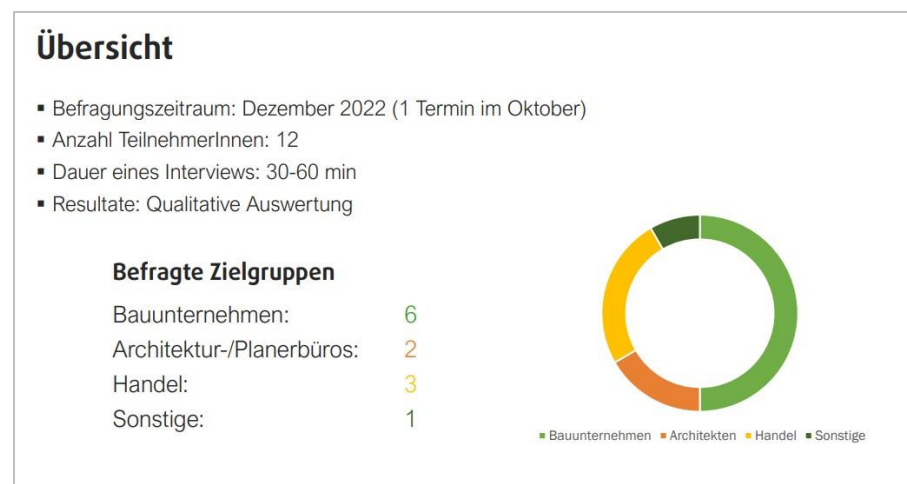 Übersicht
▪ Befragungszeitraum: Dezember 2022 (1 Termin im Oktober)
▪ Anzahl TeilnehmerInnen: 12
▪ Dauer eines Interviews: 30-60 min
▪ Resultate: Qualitative Auswertung
Befragte Zielgruppen
Bauunternehmen: 6
Architektur-/Planerbüros: 2
Handel: 3
Sonstige: 1
▪ Bauunternehmen ▪ Architekten ▪ Handel ▪ Sonstige